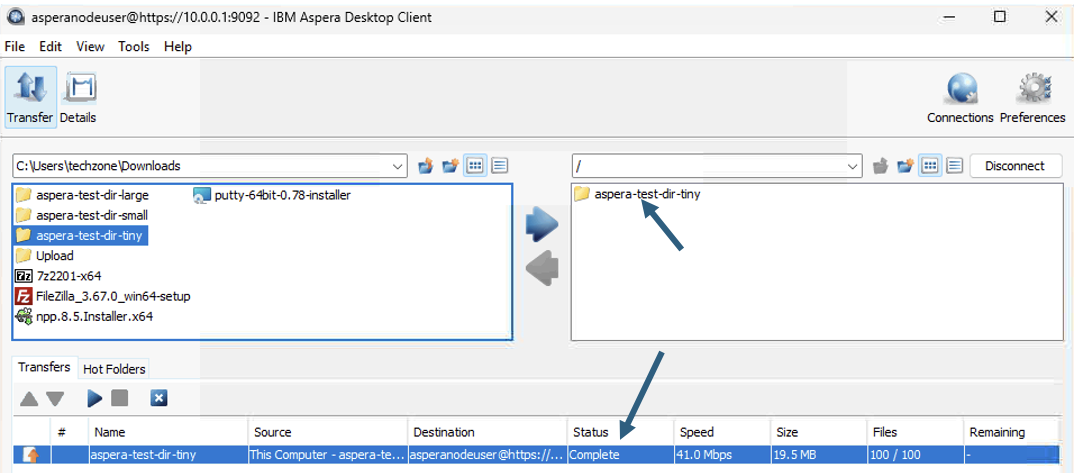 asperanodeuser@https://10.0.0.1:9092 - IBM Aspera Desktop Client
File Edit View Tools Help
Transfer Details Connections Preferences
C:\Users\techzone\Downloads / Disconnect
aspera-test-dir-large putty-64bit-0.78-installer
aspera-test-dir-small
aspera-test-dir-tiny
Upload
7z2201-x64
FileZilla_3.67.0_win64-setup
npp.8.5.Installer.x64
aspera-test-dir-tiny
Transfers Hot Folders
# Name Source Destination Status Speed Size Files Remaining
aspera-test-dir-tiny This Computer - aspera-te... asperanodeuser@https://... Complete 41.0 Mbps 19.5 MB 100 / 100 -